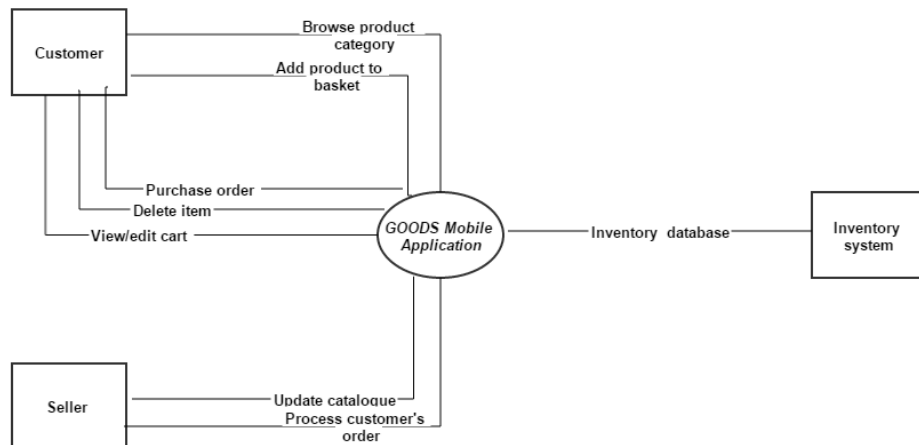 Browse product
category
Customer
Add product to
basket
Purchase order
Delete item
View/edit cart
GOODS Mobile
Application
Inventory database
Inventory
system
Seller
Update catalogue
Process customer's
order